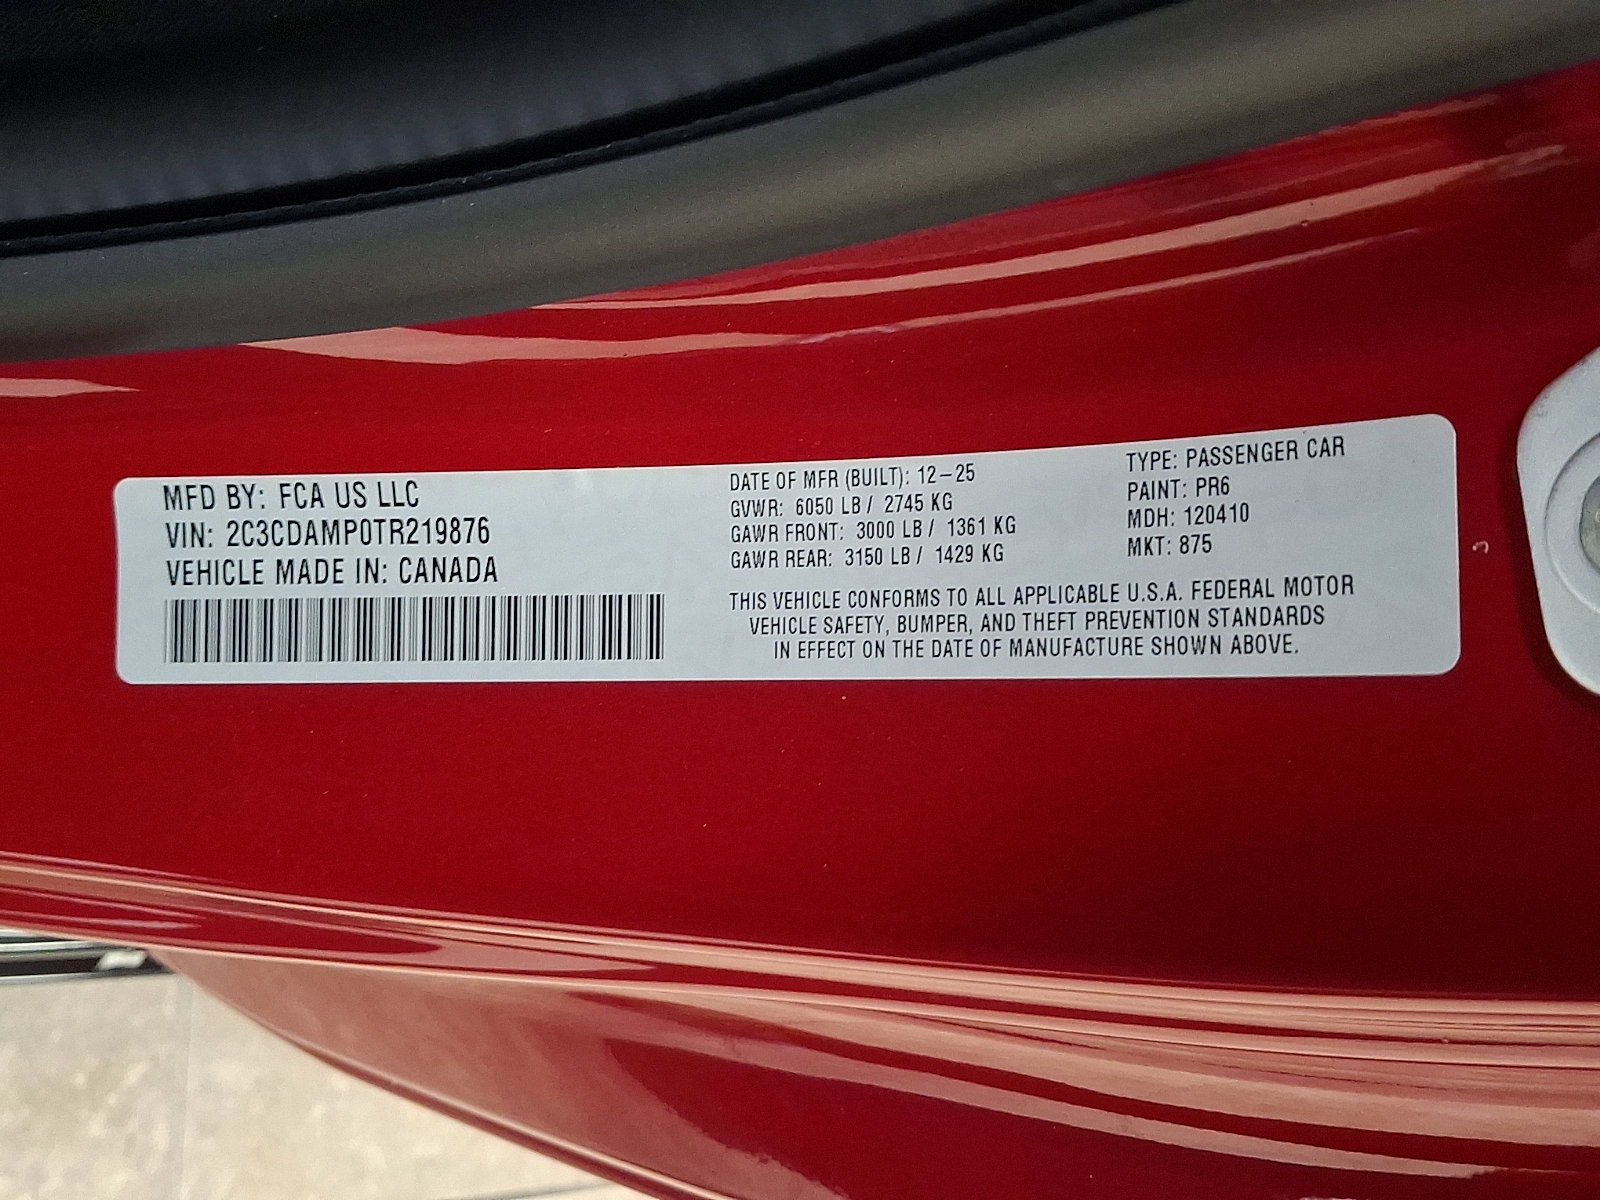 MFD BY: FCA US LLC
VIN: 2C3CDAMP0TR219876
VEHICLE MADE IN: CANADA
DATE OF MFR (BUILT): 12-25
GVWR: 6050 LB / 2745 KG
GAWR FRONT: 3000 LB / 1361 KG
GAWR REAR: 3150 LB / 1429 KG
TYPE: PASSENGER CAR
PAINT: PR6
MDH: 120410
MKT: 875
THIS VEHICLE CONFORMS TO ALL APPLICABLE U.S.A. FEDERAL MOTOR
VEHICLE SAFETY, BUMPER, AND THEFT PREVENTION STANDARDS
IN EFFECT ON THE DATE OF MANUFACTURE SHOWN ABOVE.